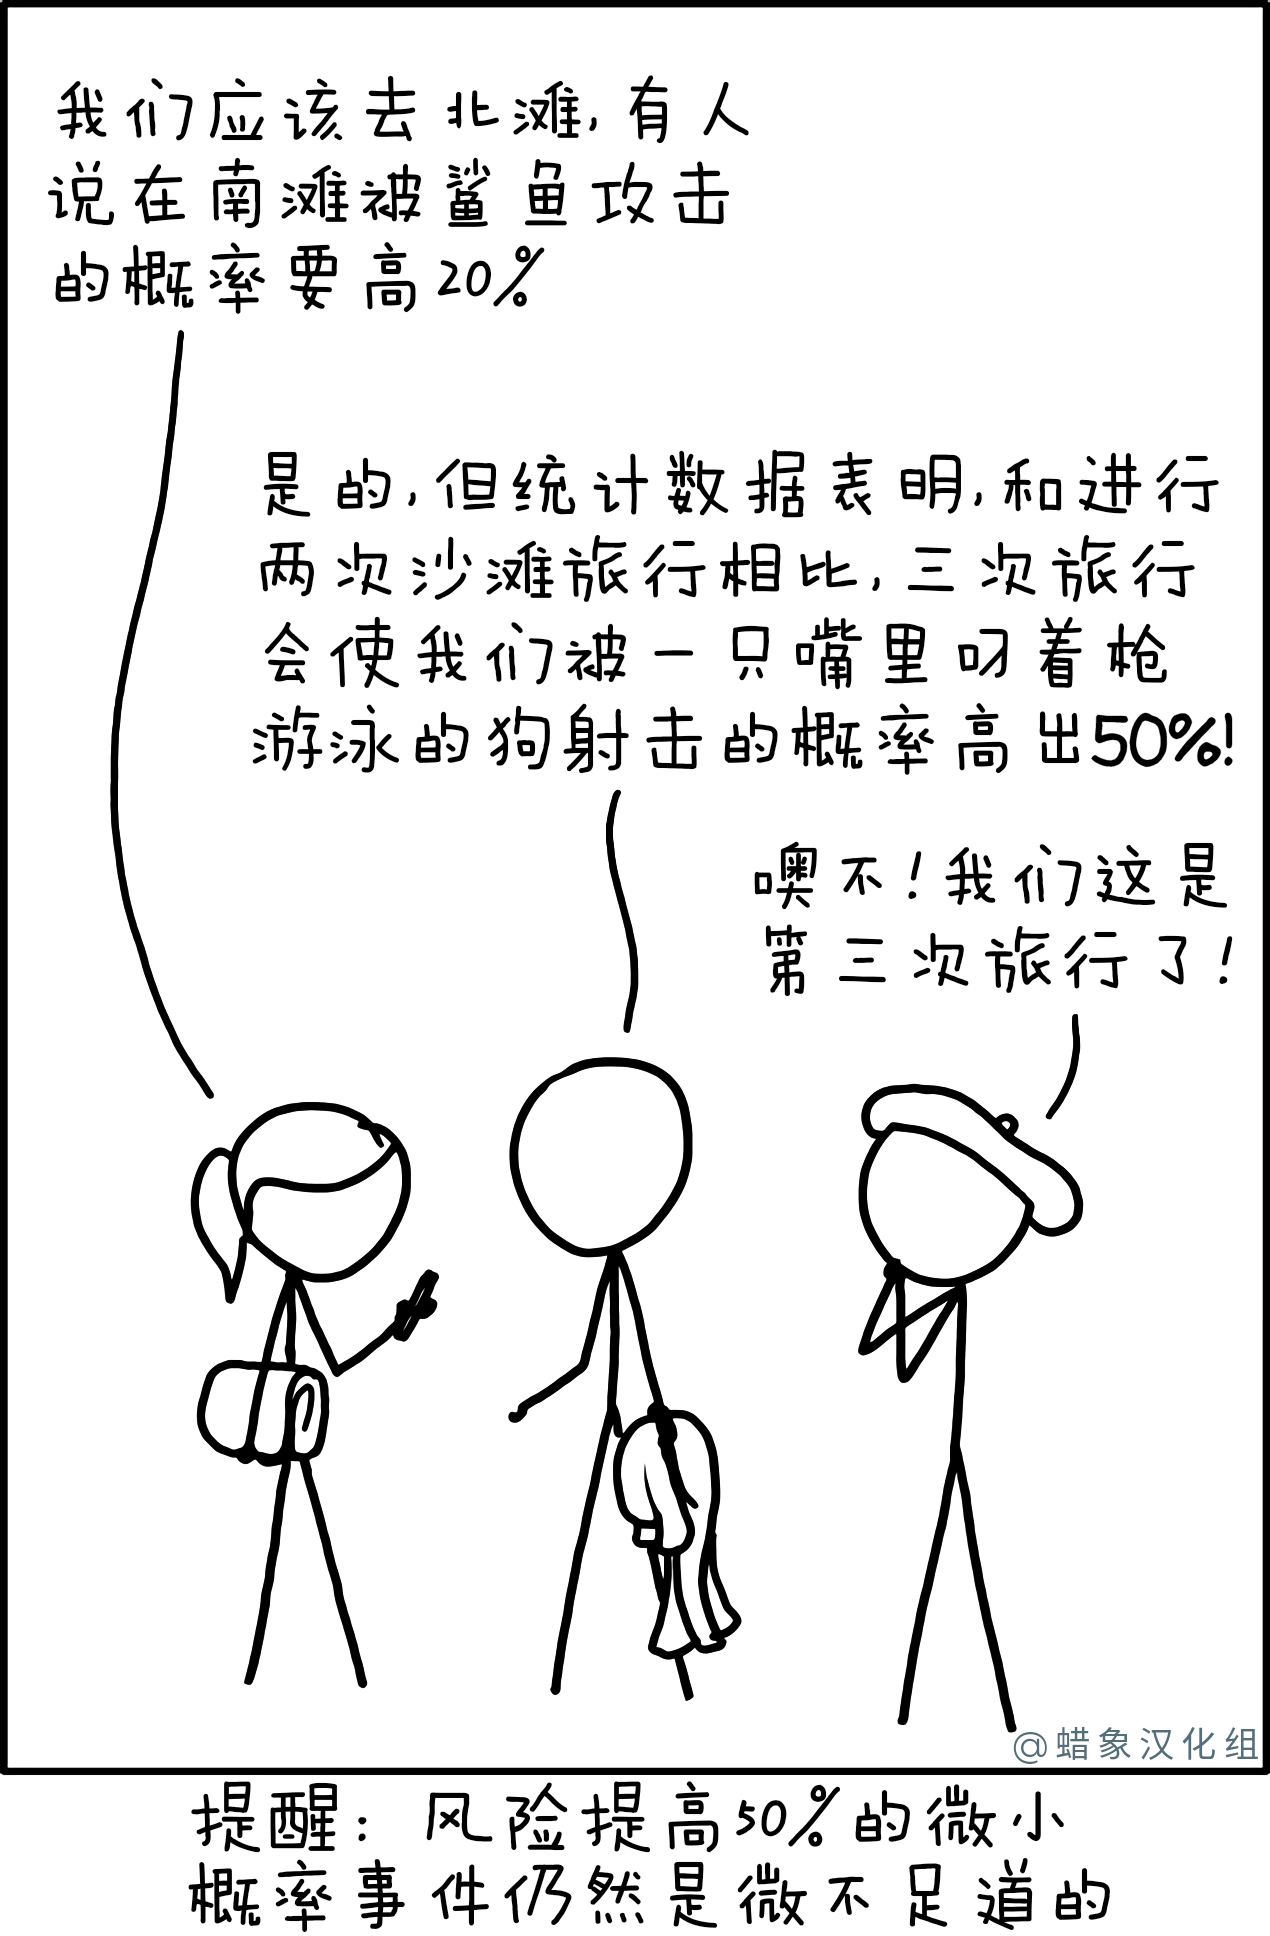 我们应该去北滩,有人
说在南滩被鲨鱼攻击
的概率要高20%
是的,但统计数据表明,和进行
两次沙滩旅行相比,三次旅行
会使我们被一只嘴里叼着枪
游泳的狗射击的概率高出50%!
噢不!我们这是
第三次旅行了!
@蜡象汉化组
提醒: 风险提高50%的微小
概率事件仍然是微不足道的